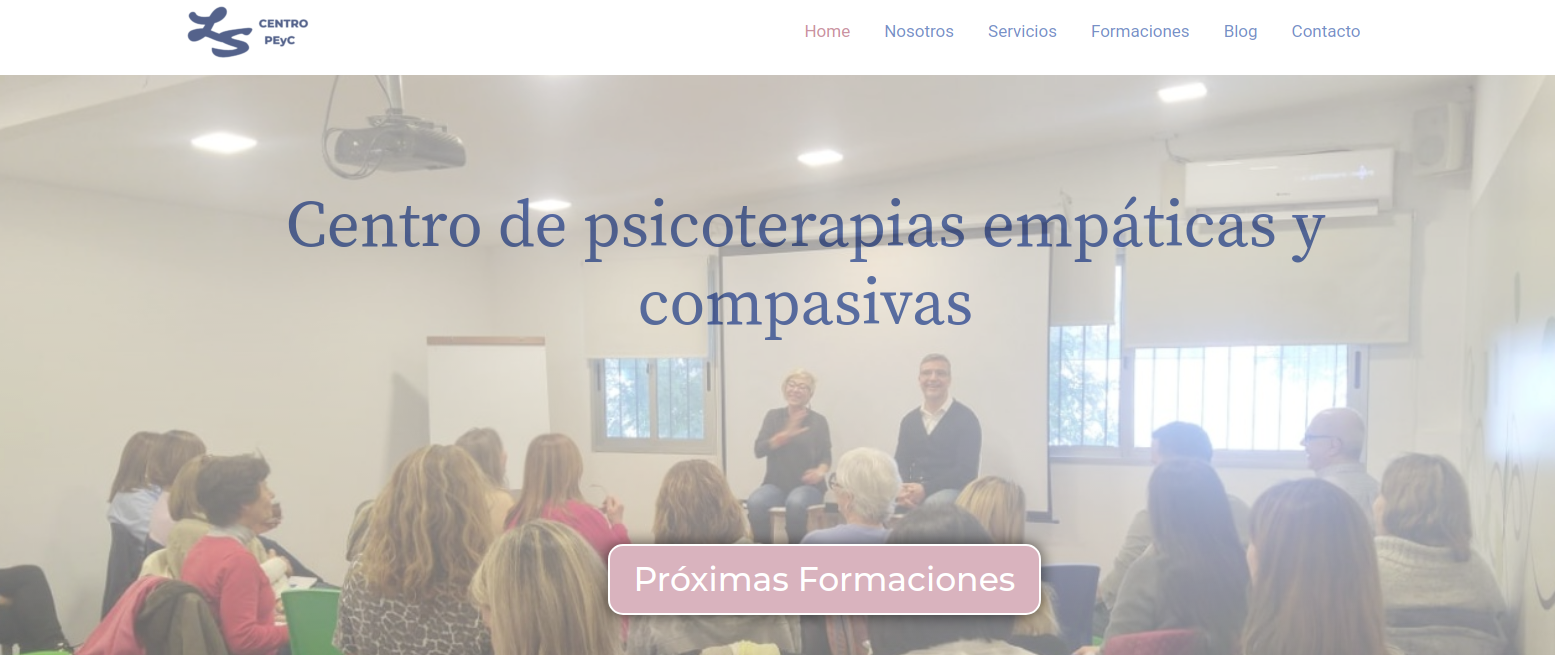 CENTRO
PEyC
Home Nosotros Servicios Formaciones Blog Contacto
Centro de psicoterapias empáticas y
compasivas
Próximas Formaciones